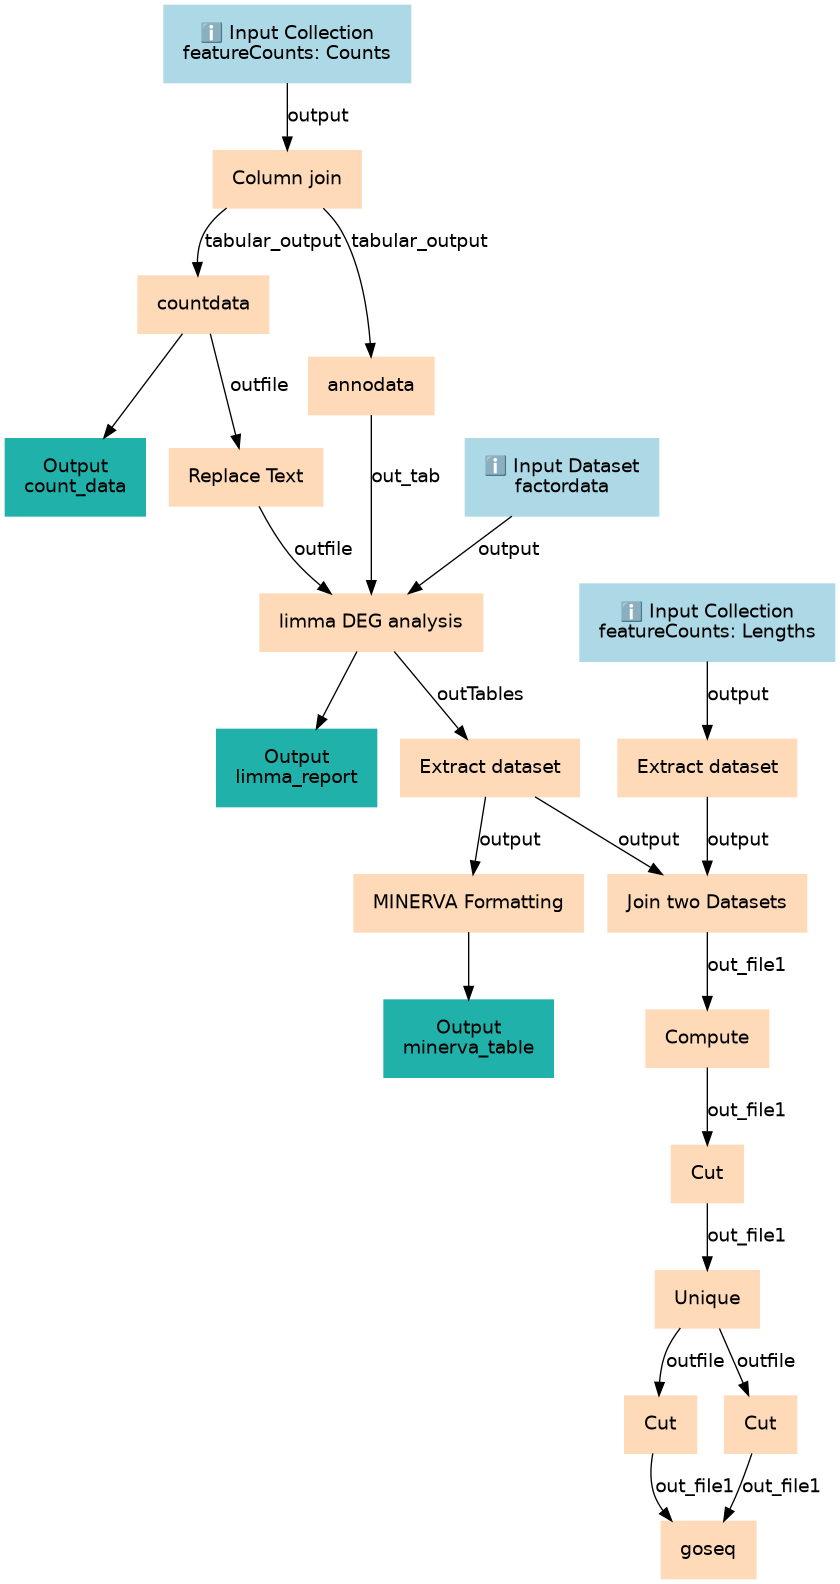 ℹ️ Input Collection
featureCounts: Counts
output
Column join
tabular_output
tabular_output
countdata
annodata
outfile
Output
count_data
Replace Text
out_tab
ℹ️ Input Dataset
factordata
outfile
output
limma DEG analysis
ℹ️ Input Collection
featureCounts: Lengths
outTables
output
Output
limma_report
Extract dataset
Extract dataset
output
output
output
MINERVA Formatting
Join two Datasets
out_file1
Output
minerva_table
Compute
out_file1
Cut
out_file1
Unique
outfile
outfile
Cut
Cut
out_file1
out_file1
goseq